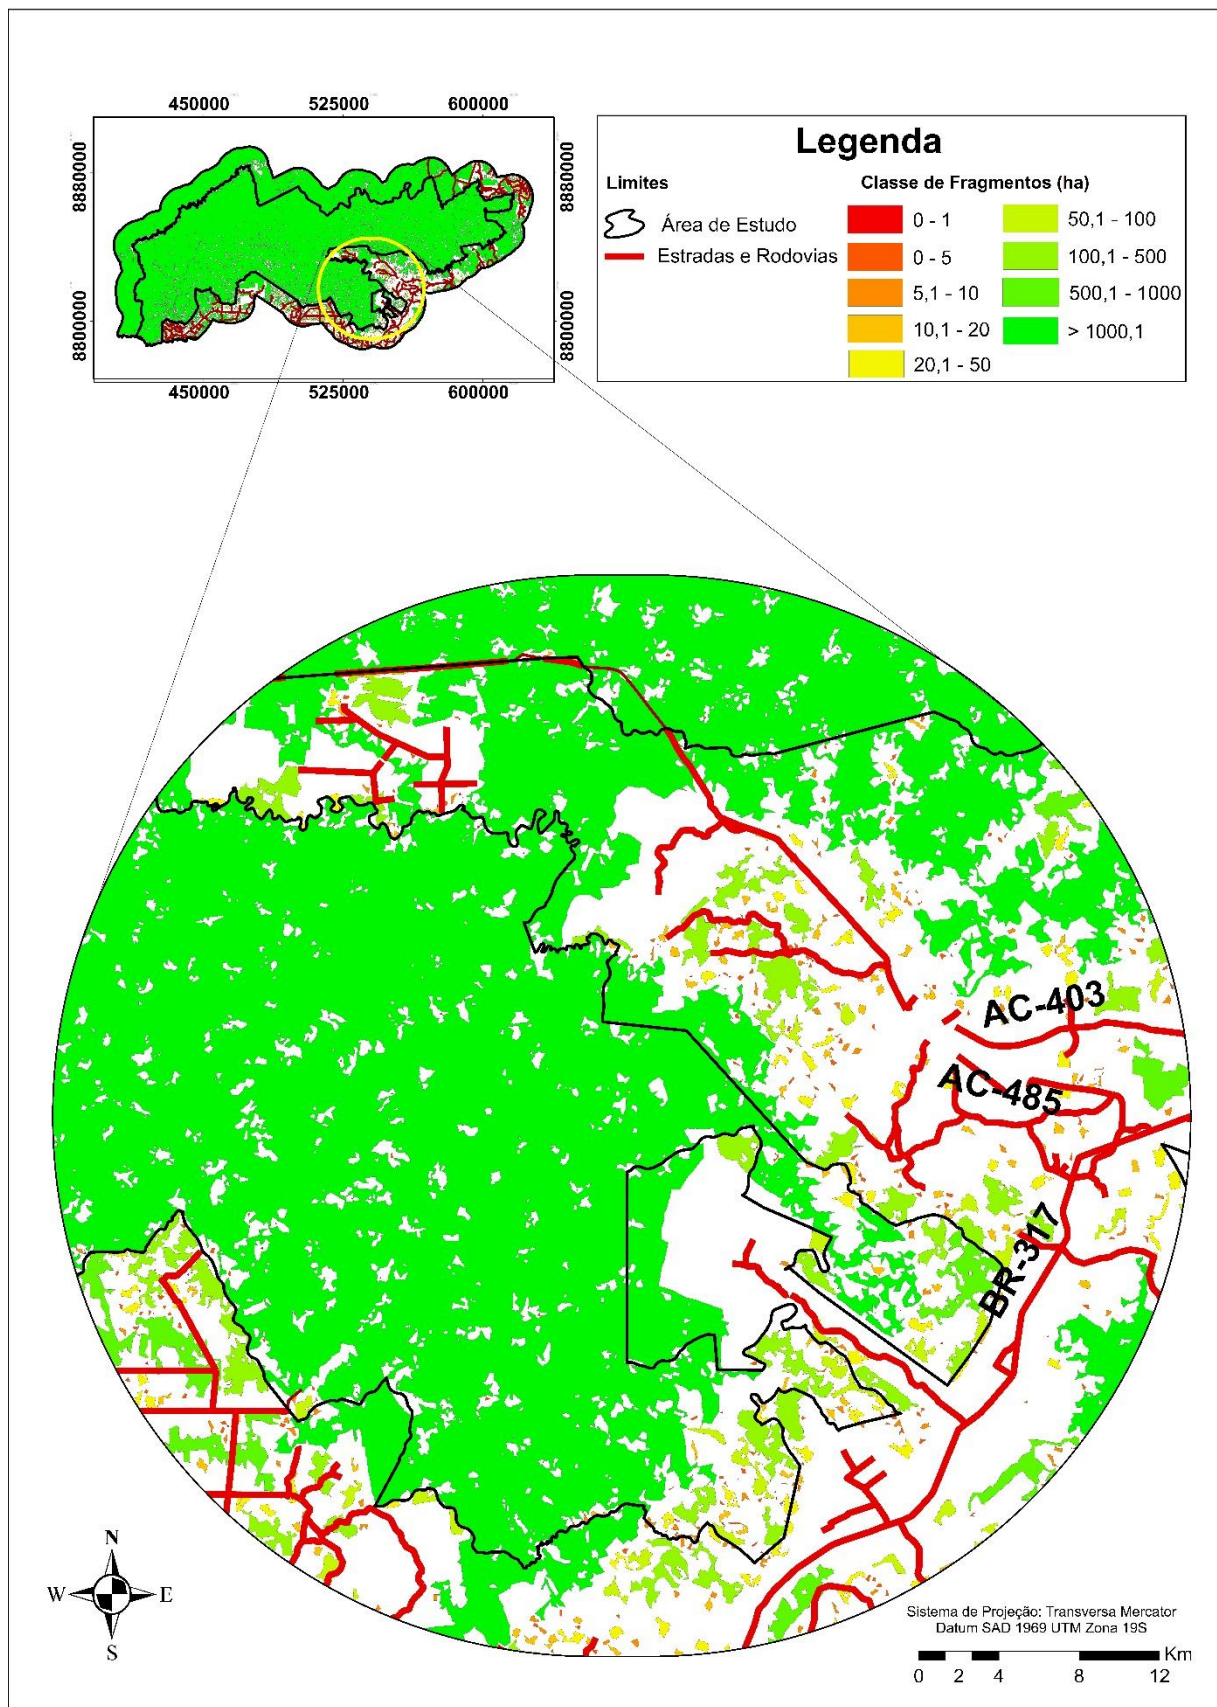 450000 525000 600000
8800000 8880000
8800000 8880000
450000 525000 600000
Legenda
Limites
Área de Estudo
Estradas e Rodovias
Classe de Fragmentos (ha)
0 - 1
0 - 5
5,1 - 10
10,1 - 20
20,1 - 50
50,1 - 100
100,1 - 500
500,1 - 1000
> 1000,1
AC-403
AC-485
BR-317
N
W E
S
Sistema de Projeção: Transversa Mercator
Datum SAD 1969 UTM Zona 19S
Km
0 2 4 8 12